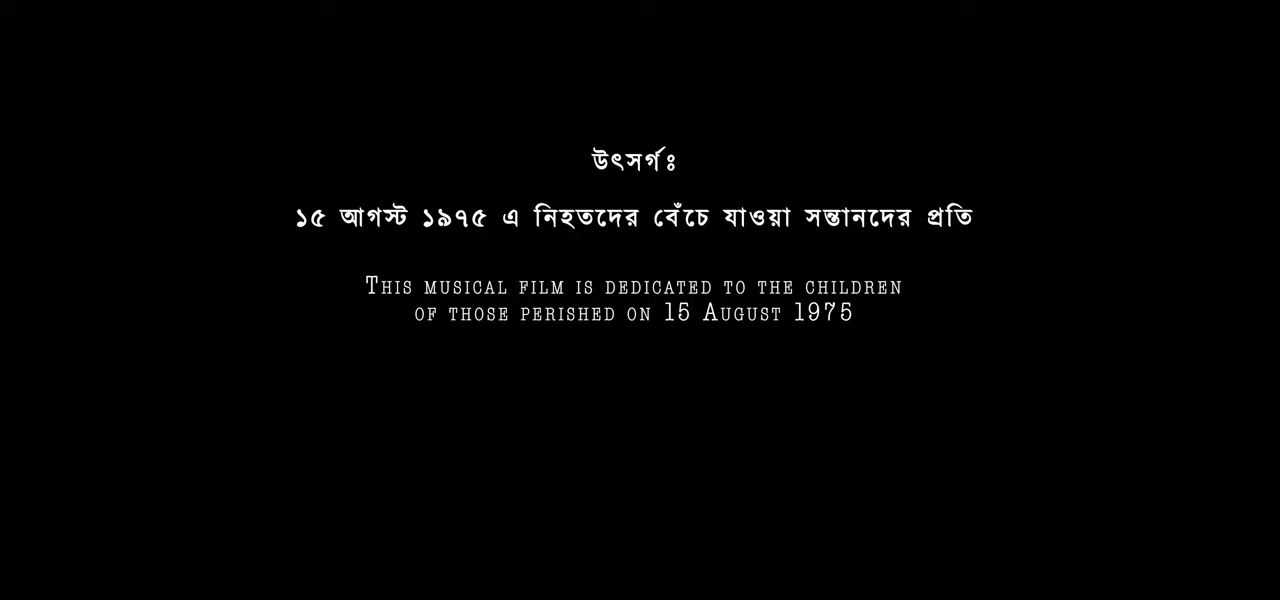 উৎসর্গঃ
১৫ আগস্ট ১৯৭৫ এ নিহতদের বেঁচে যাওয়া সন্তানদের প্রতি
This musical film is dedicated to the children
of those perished on 15 August 1975